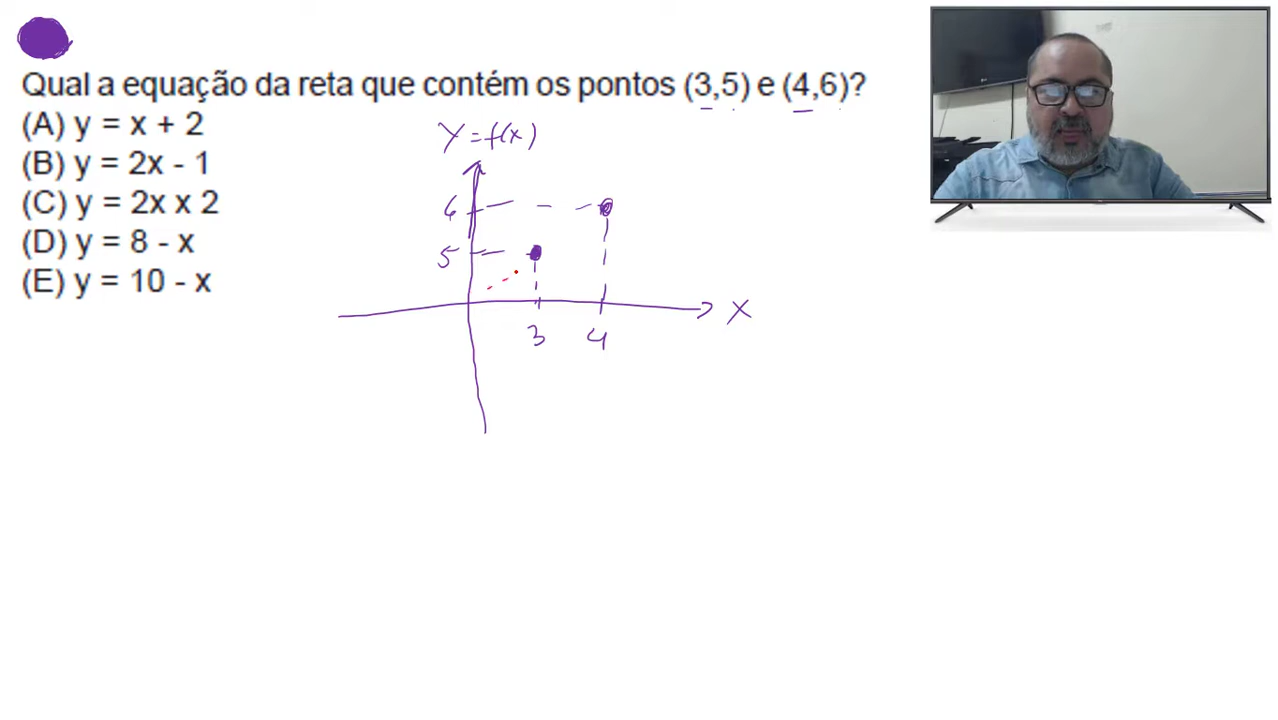 Qual a equação da reta que contém os pontos (3,5) e (4,6)?
(A) y = x + 2
(B) y = 2x - 1
(C) y = 2x x 2
(D) y = 8 - x
(E) y = 10 - x
Y = f(x)
6
5
3 4
X